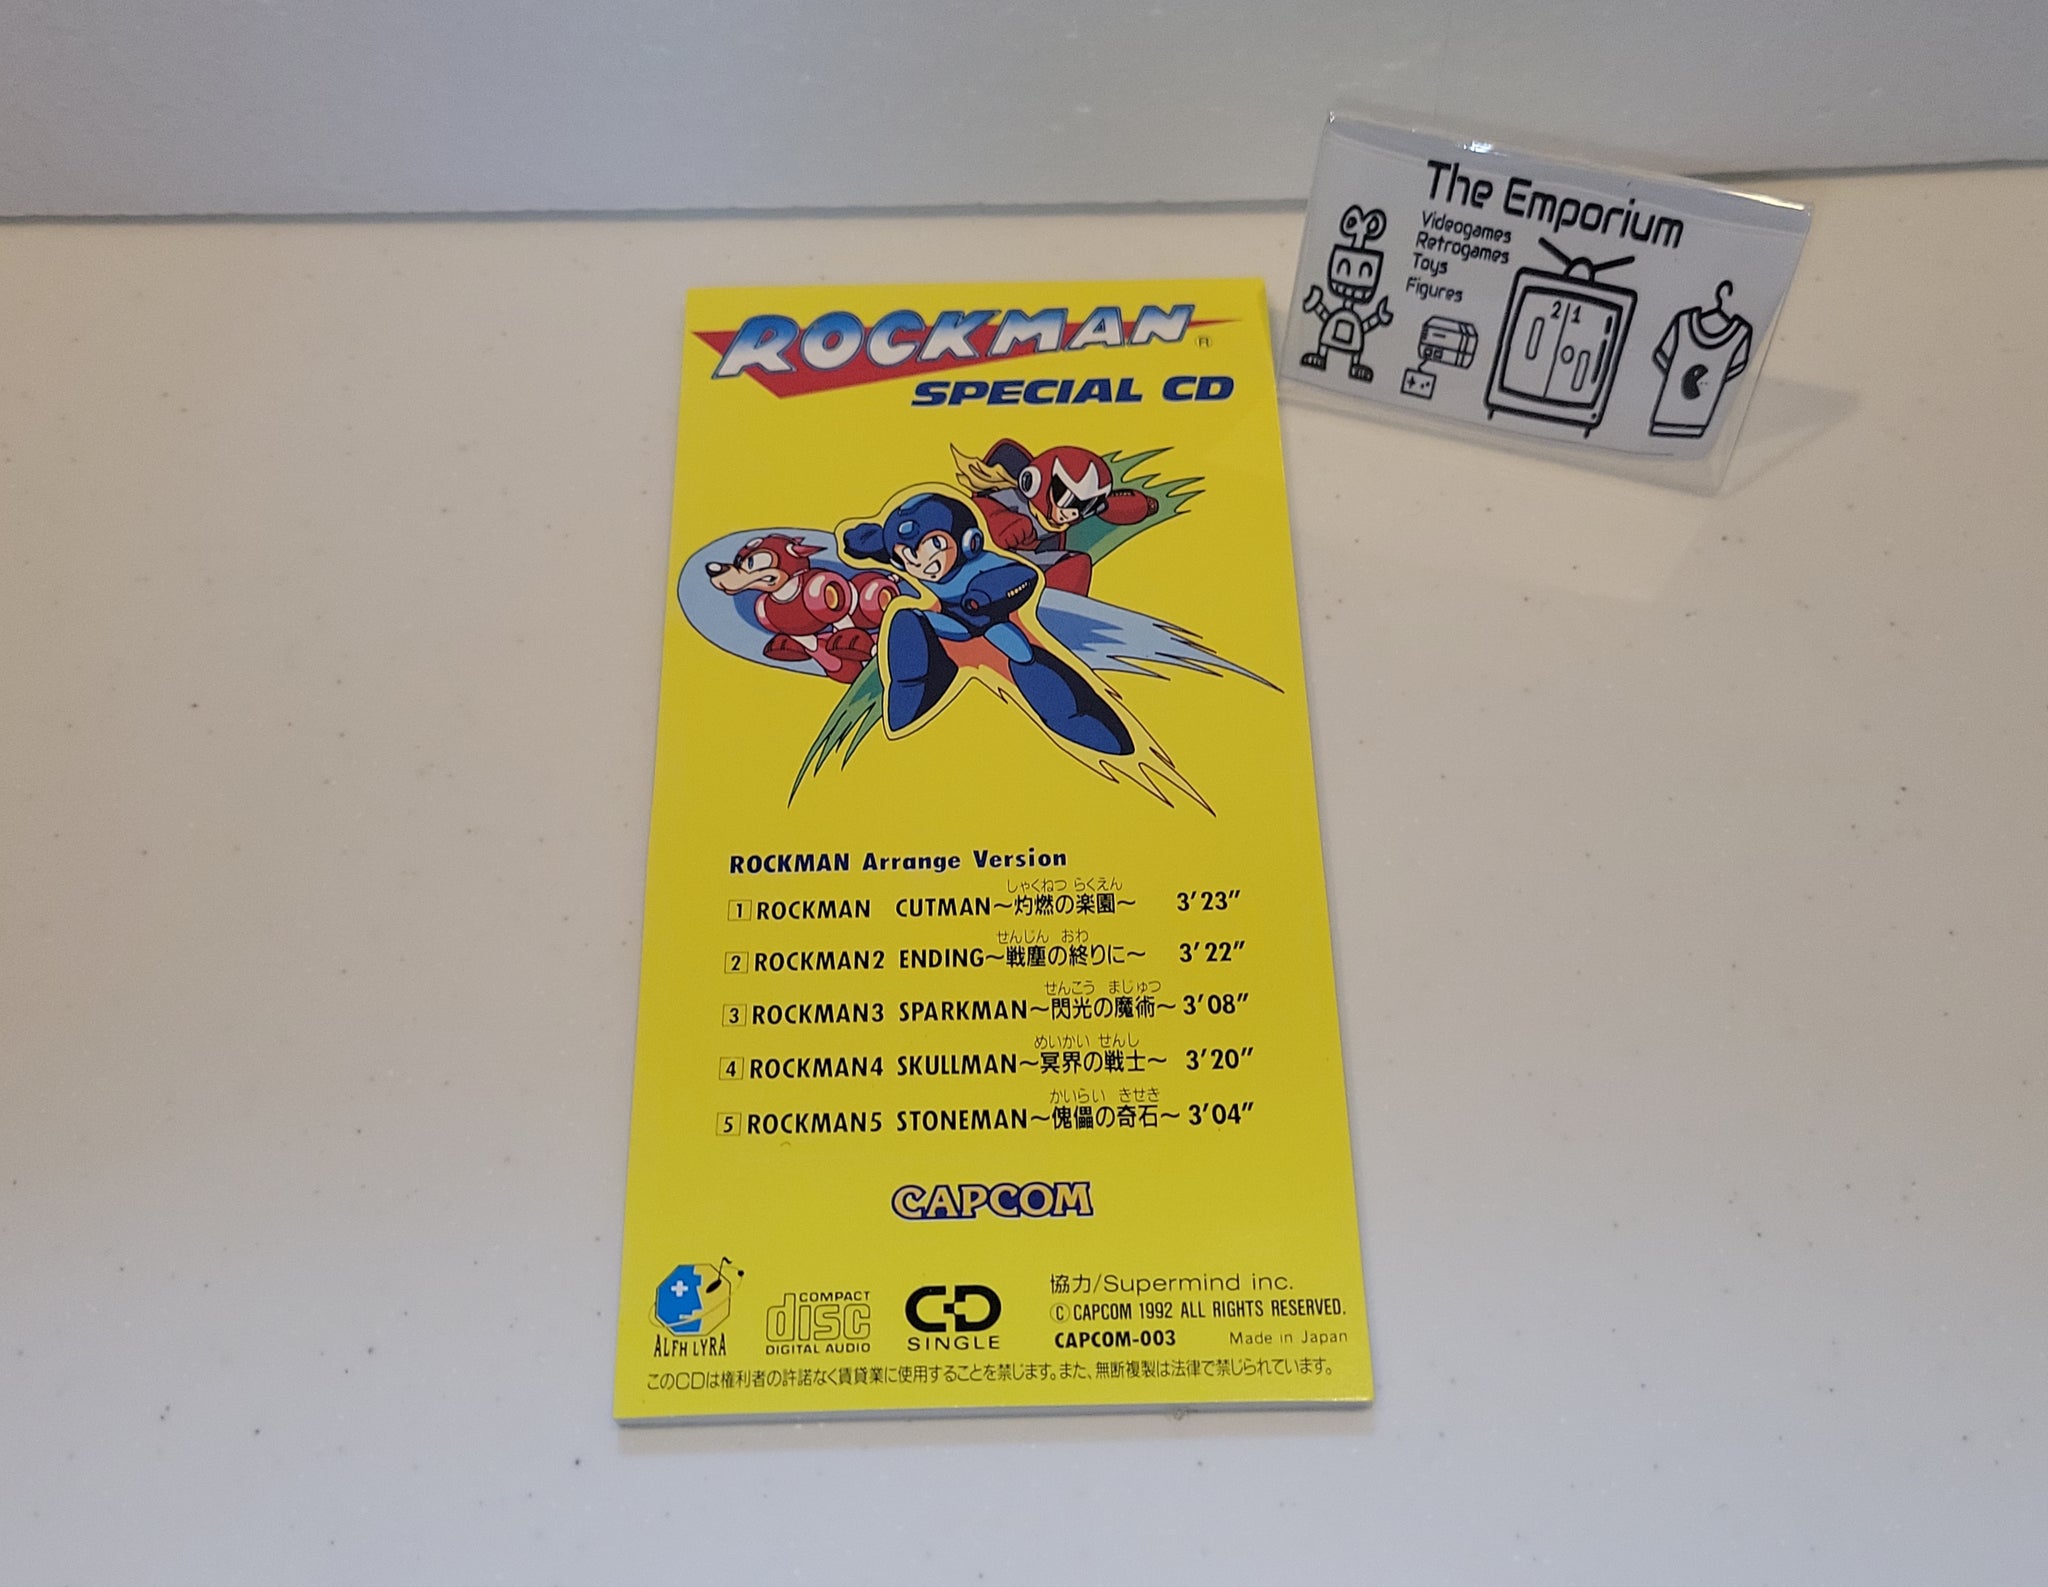 The Emporium
Videogames
Retrogames
Toys
Figures
2 1
ROCKMAN ®
SPECIAL CD
ROCKMAN Arrange Version
しゃくねつ らくえん
1 ROCKMAN CUTMAN～灼燃の楽園～ 3'23"
せんじん おわ
2 ROCKMAN2 ENDING～戦塵の終りに～ 3'22"
せんこう まじゅつ
3 ROCKMAN3 SPARKMAN～閃光の魔術～ 3'08"
めいかい せんし
4 ROCKMAN4 SKULLMAN～冥界の戦士～ 3'20"
かいらい きせき
5 ROCKMAN5 STONEMAN～傀儡の奇石～ 3'04"
CAPCOM
ALFH LYRA
COMPACT
disc
DIGITAL AUDIO
CD
SINGLE
協力/Supermind inc.
© CAPCOM 1992 ALL RIGHTS RESERVED.
CAPCOM-003 Made in Japan
このCDは権利者の許諾なく賃貸業に使用することを禁じます。また、無断複製は法律で禁じられています。